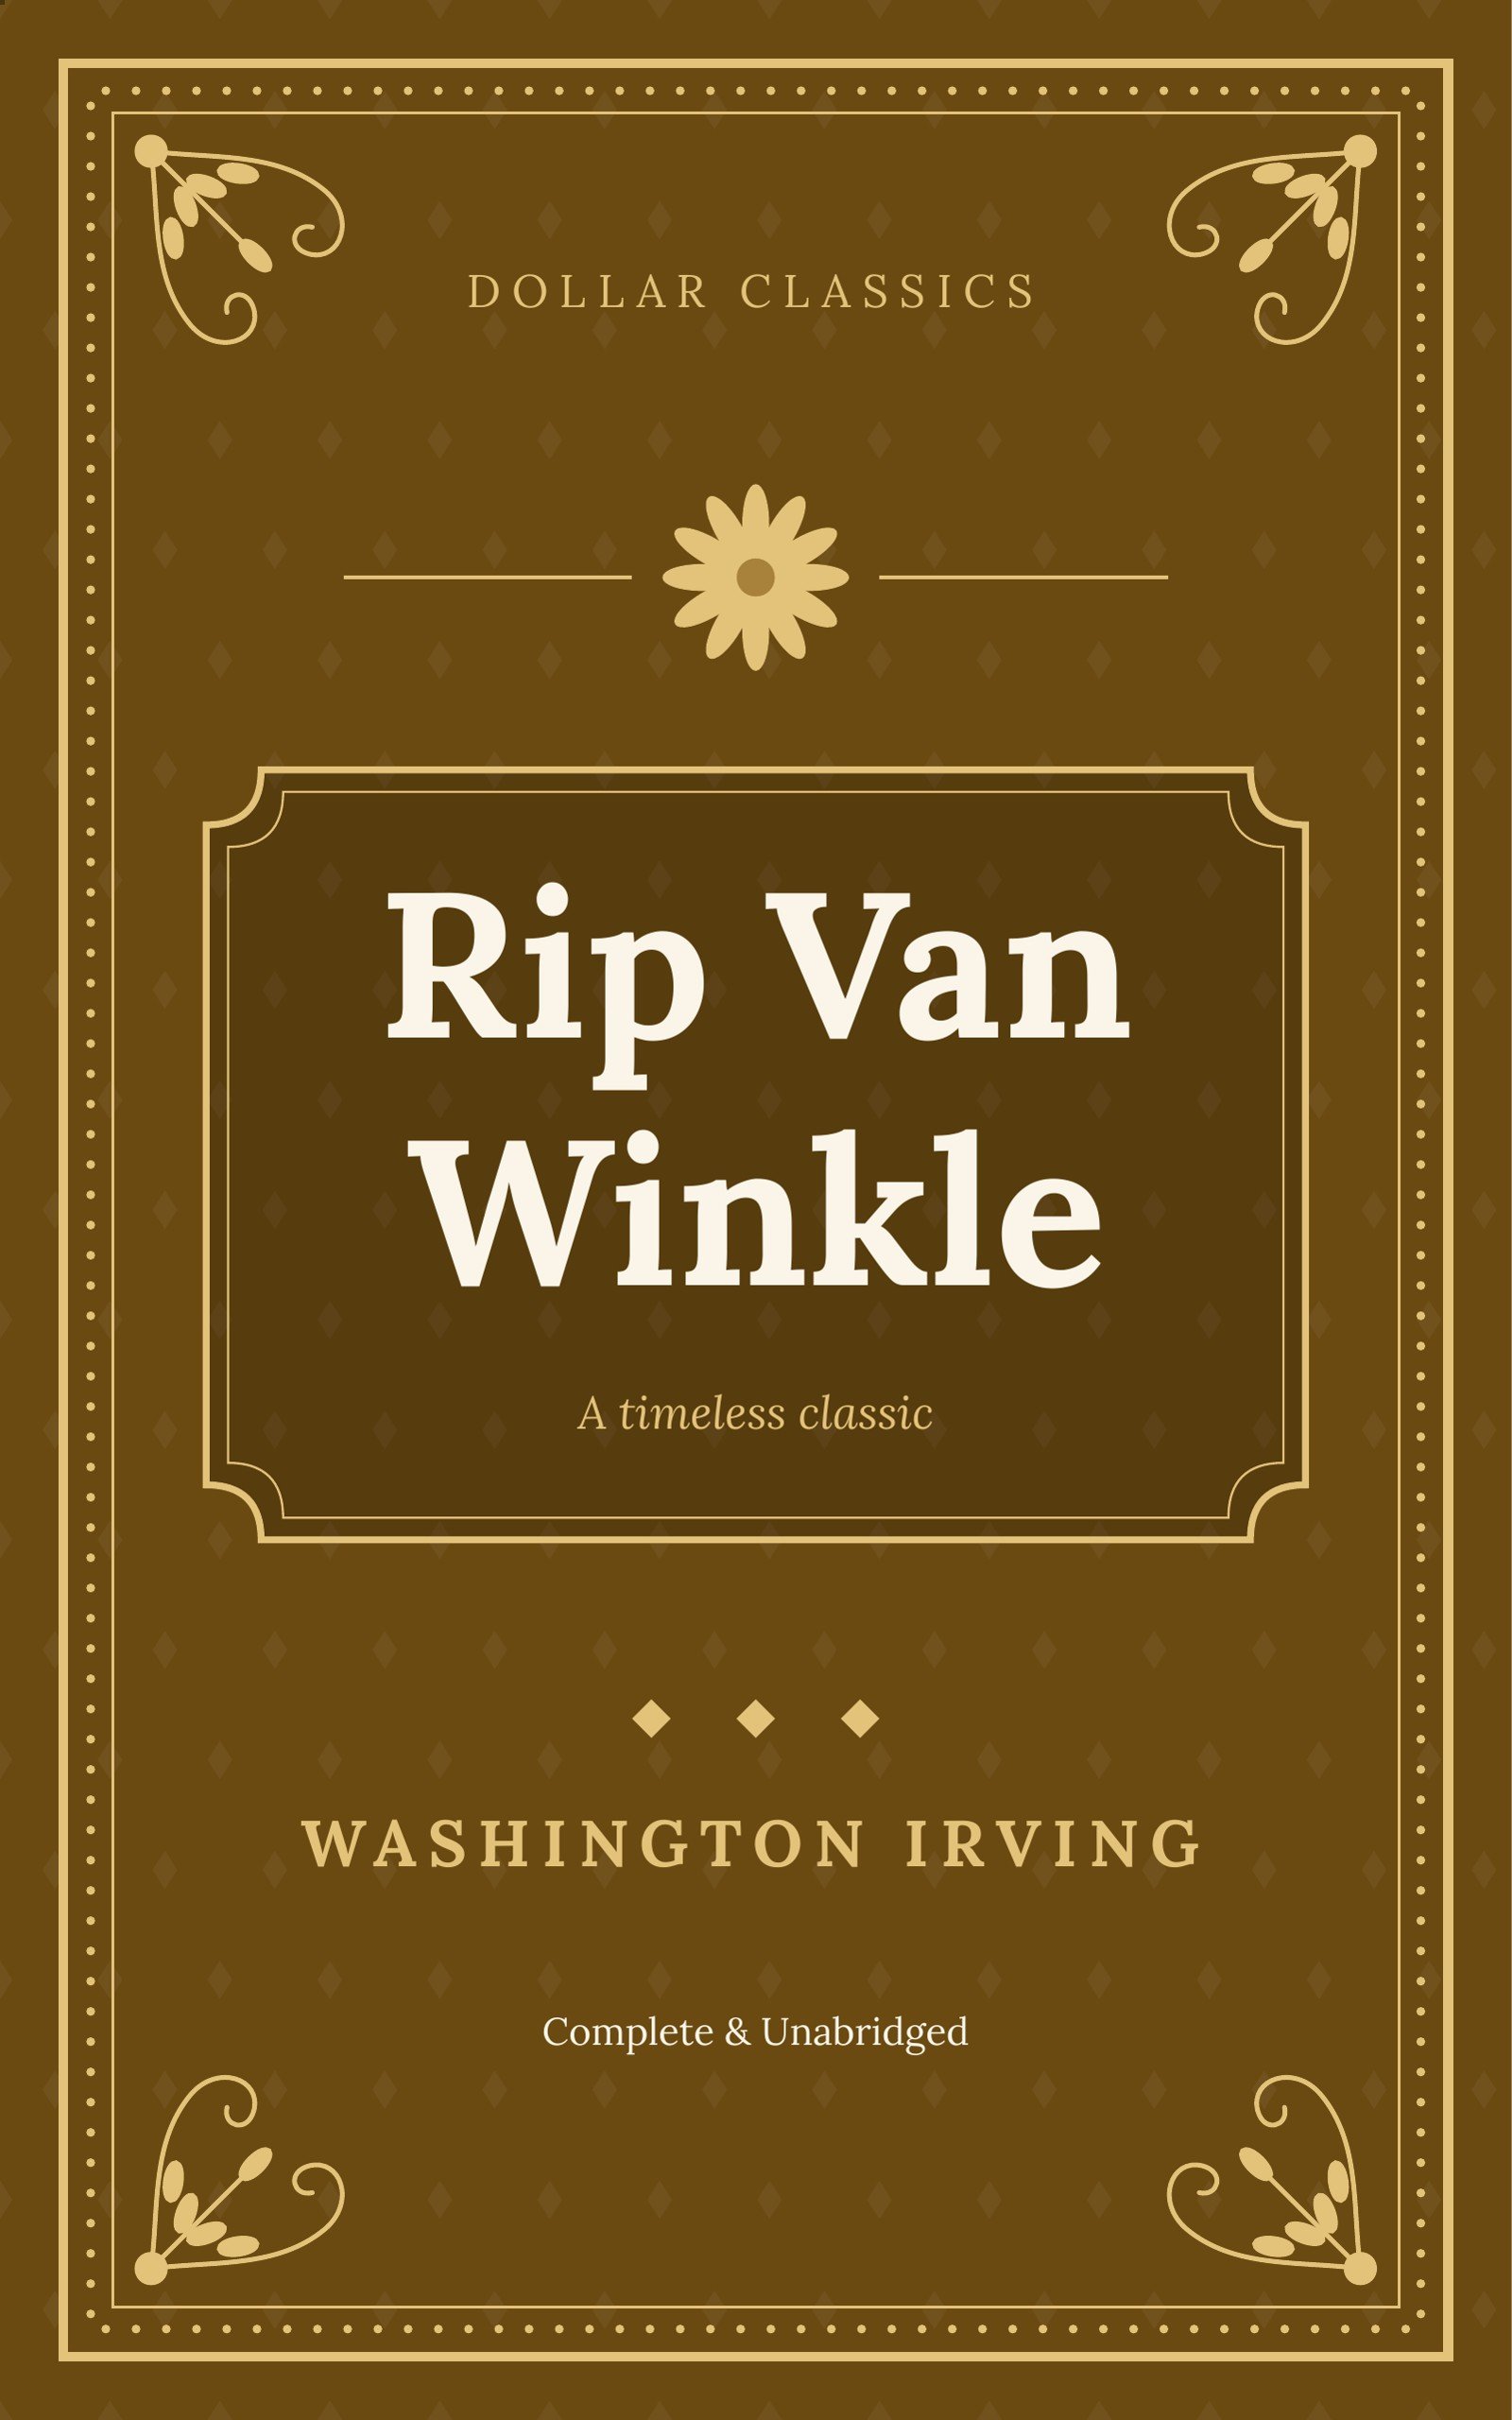 DOLLAR CLASSICS
Rip Van
Winkle
A timeless classic
WASHINGTON IRVING
Complete & Unabridged